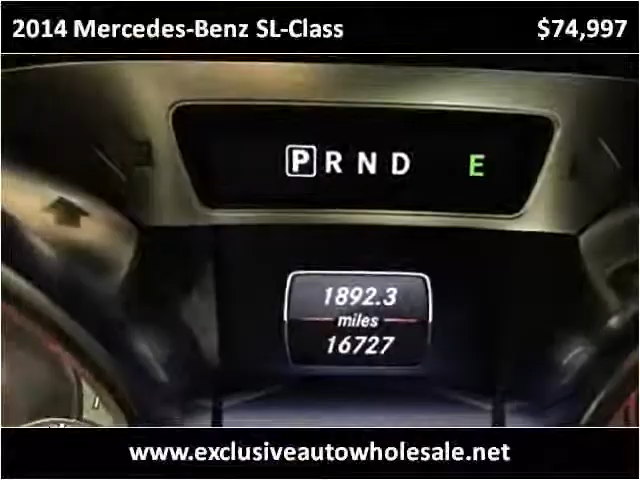 2014 Mercedes-Benz SL-Class $74,997
P R N D E
1892.3
miles
16727
www.exclusiveautowholesale.net